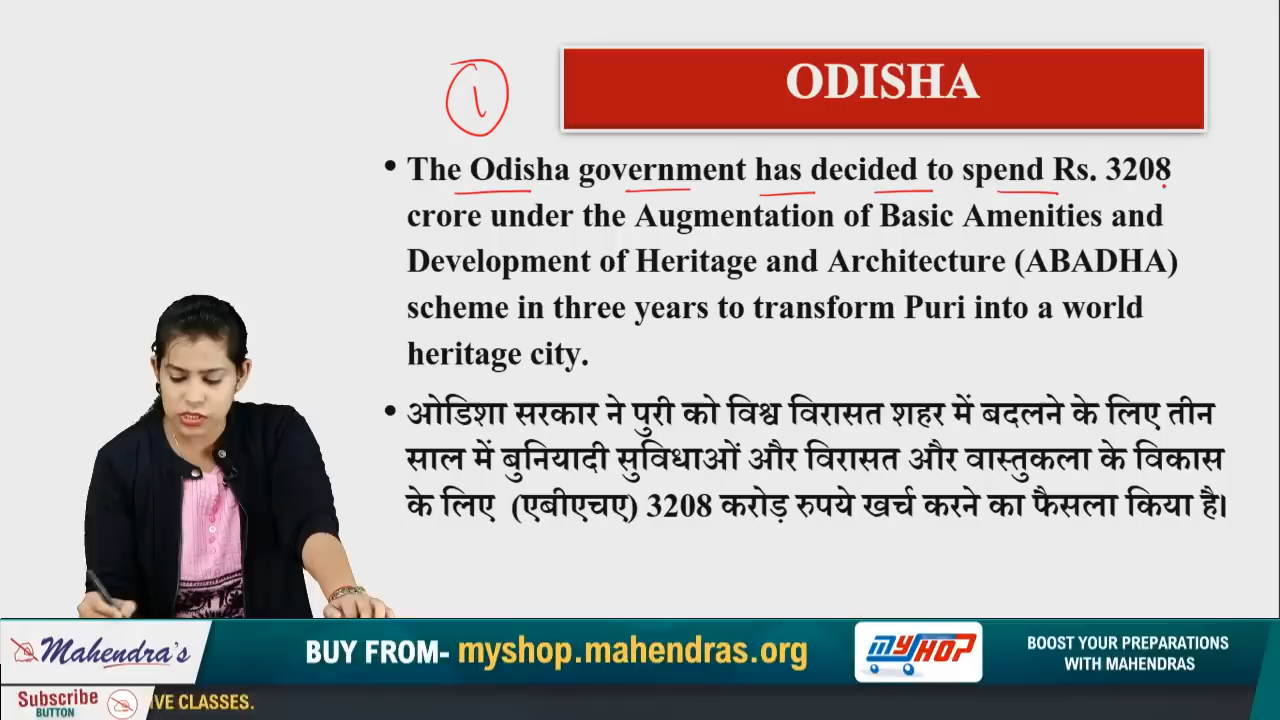 1
ODISHA
• The Odisha government has decided to spend Rs. 3208
crore under the Augmentation of Basic Amenities and
Development of Heritage and Architecture (ABADHA)
scheme in three years to transform Puri into a world
heritage city.
• ओडिशा सरकार ने पुरी को विश्व विरासत शहर में बदलने के लिए तीन
साल में बुनियादी सुविधाओं और विरासत और वास्तुकला के विकास
के लिए (एबीएचए) 3208 करोड़ रुपये खर्च करने का फैसला किया है।
Mahendra's
BUY FROM- myshop.mahendras.org
MY SHOP
BOOST YOUR PREPARATIONS
WITH MAHENDRAS
Subscribe
BUTTON
IVE CLASSES.